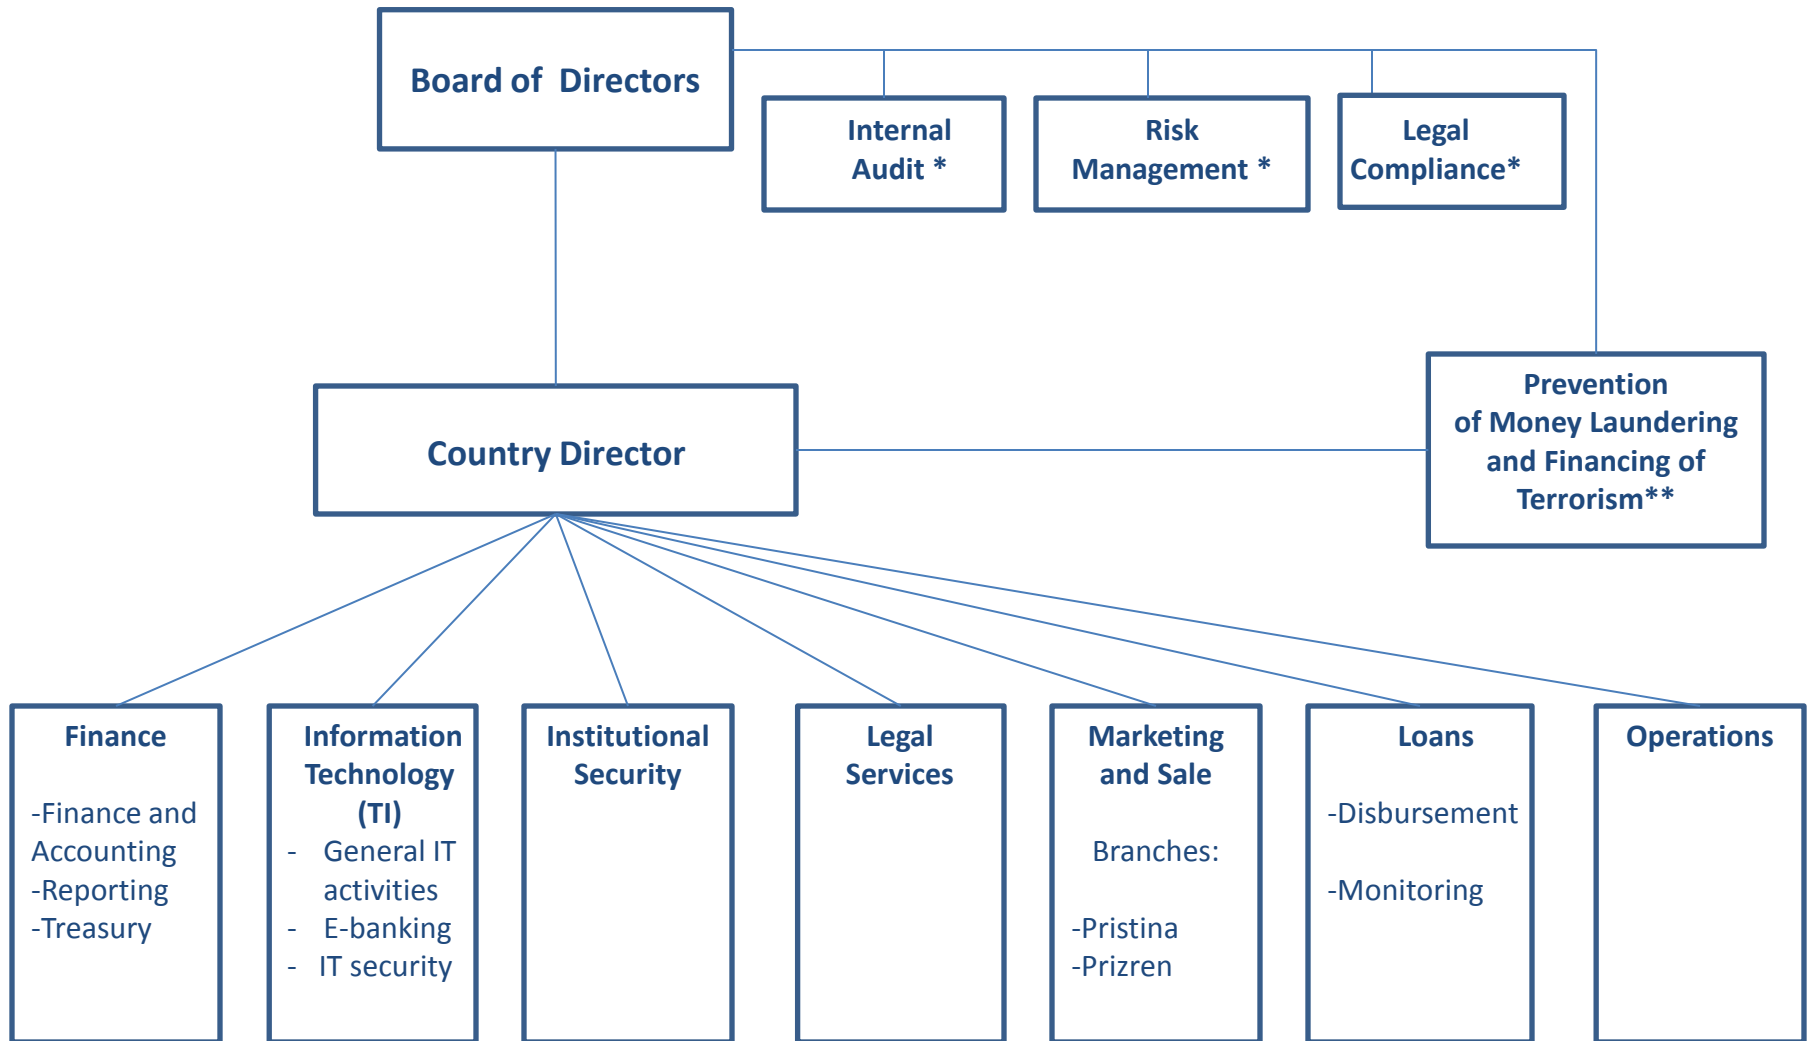 Board of  Directors
Internal
Audit *
Risk
Management *
Legal
Compliance*
Prevention
of Money Laundering
and Financing of
Terrorism**
Country Director
Finance
-Finance and
Accounting
-Reporting
-Treasury
Information
Technology
(TI)
- General IT
activities
- E-banking
- IT security
Institutional
Security
Legal
Services
Marketing
and Sale
Branches:
-Pristina
-Prizren
Loans
-Disbursement
-Monitoring
Operations